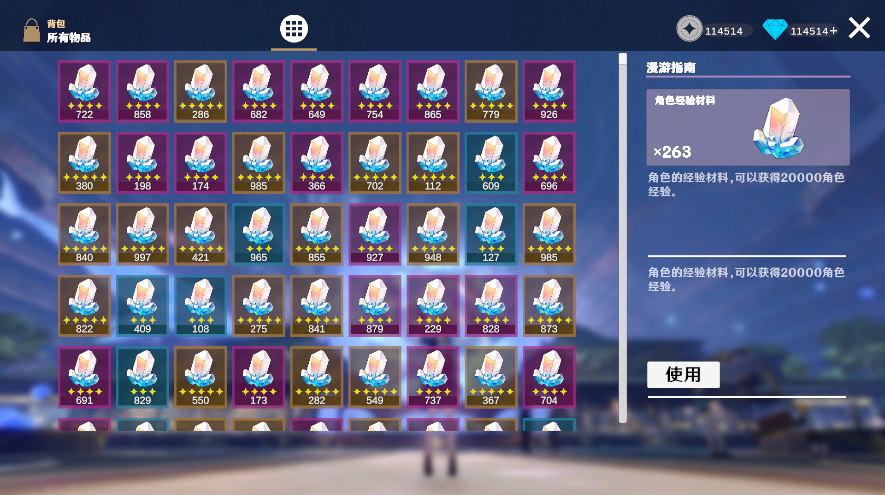 背包
所有物品
114514
114514+
722 858 286 682 649 754 865 779 926
380 198 174 985 366 702 112 609 696
840 997 421 965 855 927 948 127 985
822 409 108 275 841 879 229 828 873
691 829 550 173 282 549 737 367 704
漫游指南
角色经验材料
×263
角色的经验材料,可以获得20000角色
经验。
角色的经验材料,可以获得20000角色
经验。
使用